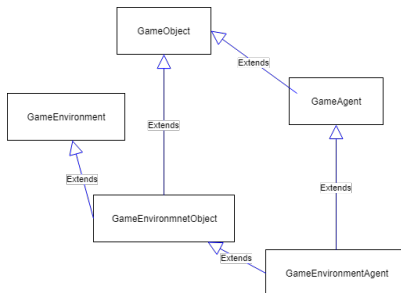 GameObject
Extends
GameAgent
GameEnvironment
Extends
Extends
Extends
GameEnvironmnetObject
Extends
GameEnvironmentAgent